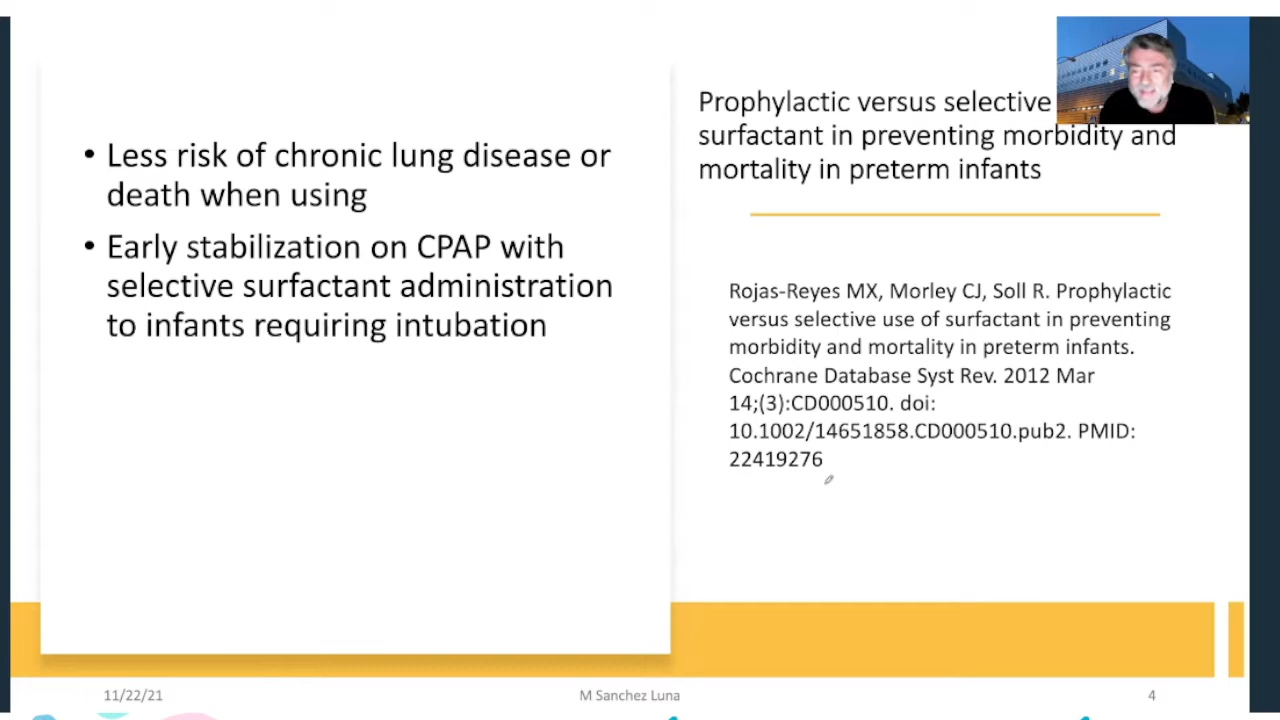 • Less risk of chronic lung disease or
death when using
• Early stabilization on CPAP with
selective surfactant administration
to infants requiring intubation
Prophylactic versus selective
surfactant in preventing morbidity and
mortality in preterm infants
Rojas-Reyes MX, Morley CJ, Soll R. Prophylactic
versus selective use of surfactant in preventing
morbidity and mortality in preterm infants.
Cochrane Database Syst Rev. 2012 Mar
14;(3):CD000510. doi:
10.1002/14651858.CD000510.pub2. PMID:
22419276
11/22/21
M Sanchez Luna
4